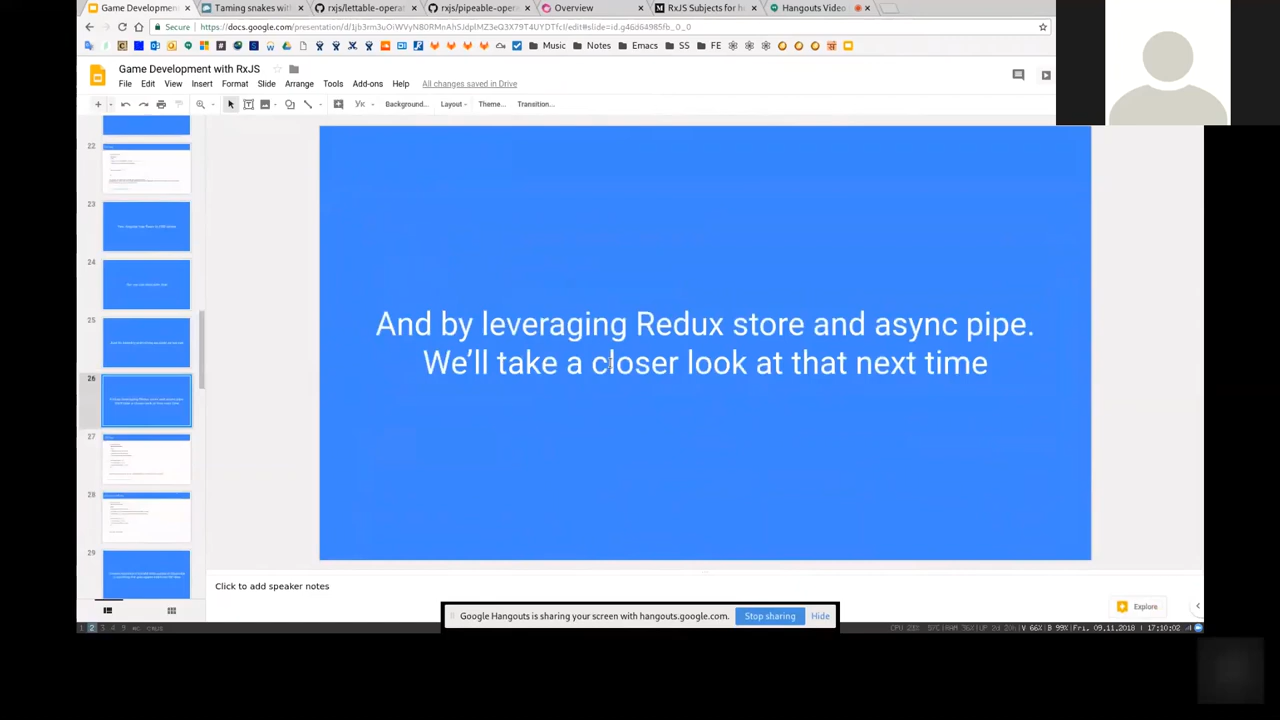 Game Development
Taming snakes with
rxjs/lettable-operat
rxjs/pipeable-opera
Overview
RxJS Subjects for h
Hangouts Video
Secure
Music
Notes
Emacs
SS
FE
Game Development with RxJS
File Edit View Insert Format Slide Arrange Tools Add-ons Help All changes saved in Drive
Background... Layout Theme... Transition...
22
23
24
25
26
27
28
29
And by leveraging Redux store and async pipe.
We'll take a closer look at that next time
Click to add speaker notes
Explore
Google Hangouts is sharing your screen with hangouts.google.com.
Stop sharing
Hide